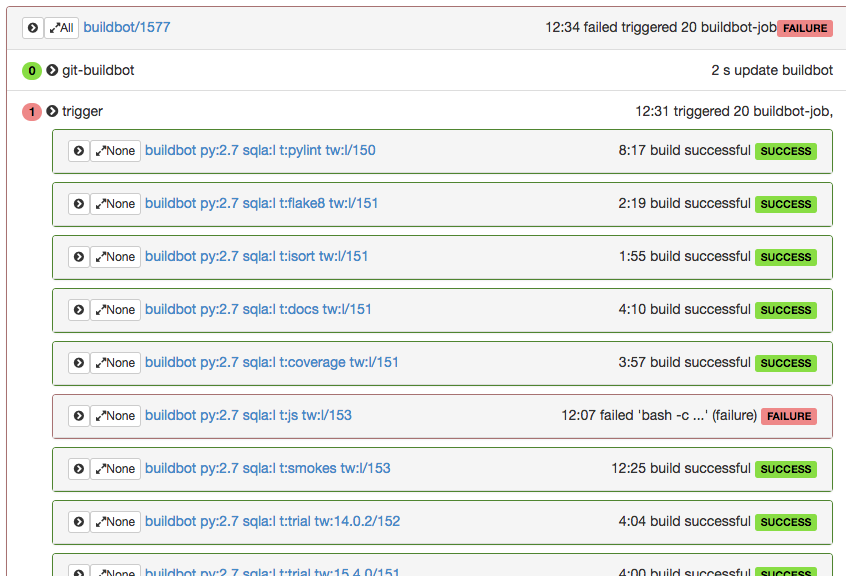 All buildbot/1577 12:34 failed triggered 20 buildbot-job FAILURE
0 git-buildbot 2 s update buildbot
1 trigger 12:31 triggered 20 buildbot-job,
None buildbot py:2.7 sqla:l t:pylint tw:l/150 8:17 build successful SUCCESS
None buildbot py:2.7 sqla:l t:flake8 tw:l/151 2:19 build successful SUCCESS
None buildbot py:2.7 sqla:l t:isort tw:l/151 1:55 build successful SUCCESS
None buildbot py:2.7 sqla:l t:docs tw:l/151 4:10 build successful SUCCESS
None buildbot py:2.7 sqla:l t:coverage tw:l/151 3:57 build successful SUCCESS
None buildbot py:2.7 sqla:l t:js tw:l/153 12:07 failed 'bash -c ...' (failure) FAILURE
None buildbot py:2.7 sqla:l t:smokes tw:l/153 12:25 build successful SUCCESS
None buildbot py:2.7 sqla:l t:trial tw:14.0.2/152 4:04 build successful SUCCESS
None buildbot py:2.7 sqla:l t:trial tw:15.4.0/151 4:00 build successful SUCCESS